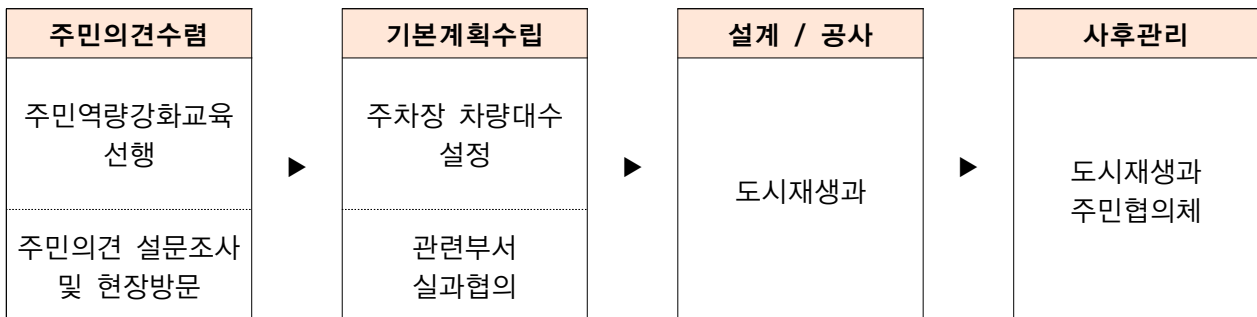 주민의견수렴
주민역량강화교육
선행
주민의견 설문조사
및 현장방문
▶
기본계획수립
주차장 차량대수
설정
관련부서
실과협의
▶
설계 / 공사
도시재생과
▶
사후관리
도시재생과
주민협의체